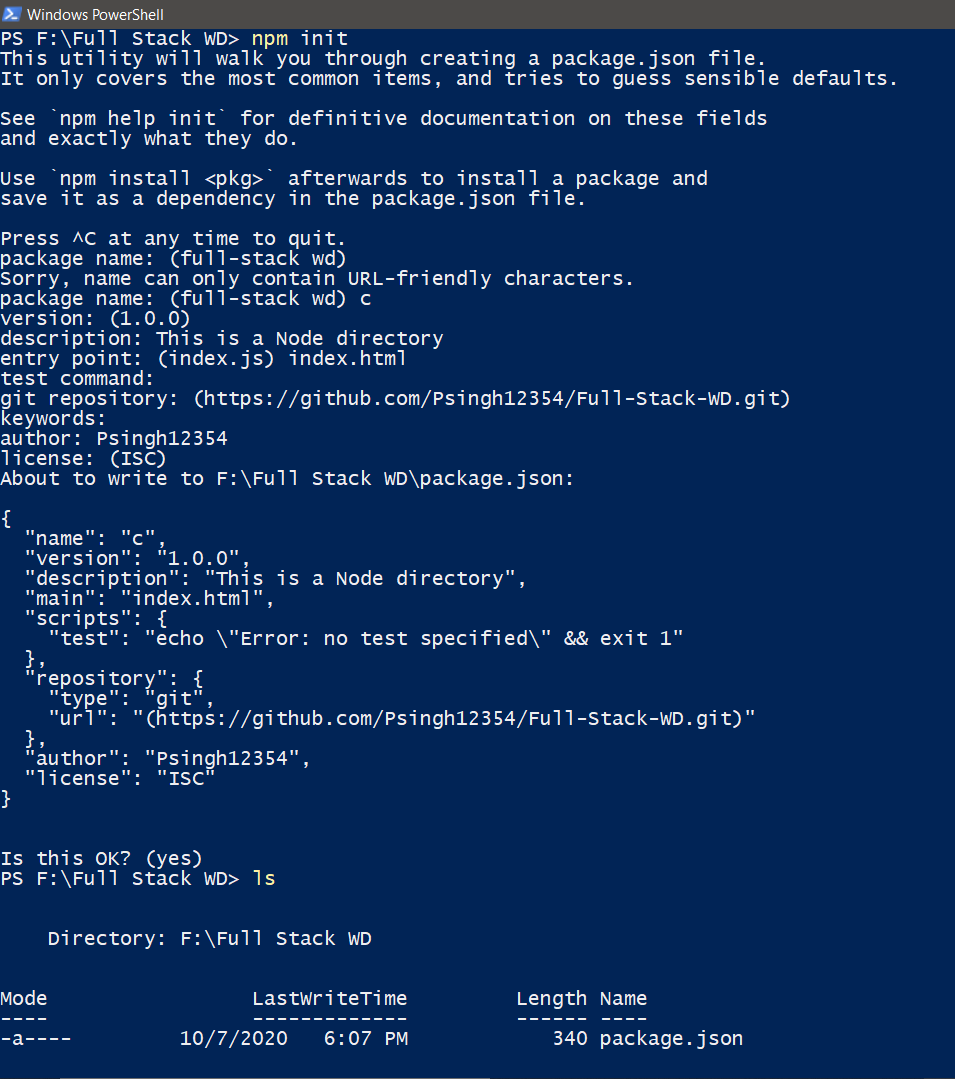 Windows PowerShell
PS F:\Full Stack WD> npm init
This utility will walk you through creating a package.json file.
It only covers the most common items, and tries to guess sensible defaults.
See `npm help init` for definitive documentation on these fields
and exactly what they do.
Use `npm install <pkg>` afterwards to install a package and
save it as a dependency in the package.json file.
Press ^C at any time to quit.
package name: (full-stack wd)
Sorry, name can only contain URL-friendly characters.
package name: (full-stack wd) c
version: (1.0.0)
description: This is a Node directory
entry point: (index.js) index.html
test command:
git repository: (https://github.com/Psingh12354/Full-Stack-WD.git)
keywords:
author: Psingh12354
license: (ISC)
About to write to F:\Full Stack WD\package.json:
{
  "name": "c",
  "version": "1.0.0",
  "description": "This is a Node directory",
  "main": "index.html",
  "scripts": {
    "test": "echo \"Error: no test specified\" && exit 1"
  },
  "repository": {
    "type": "git",
    "url": "(https://github.com/Psingh12354/Full-Stack-WD.git)"
  },
  "author": "Psingh12354",
  "license": "ISC"
}
Is this OK? (yes)
PS F:\Full Stack WD> ls
    Directory: F:\Full Stack WD
Mode                 LastWriteTime         Length Name
----                 -------------         ------ ----
-a----         10/7/2020   6:07 PM            340 package.json